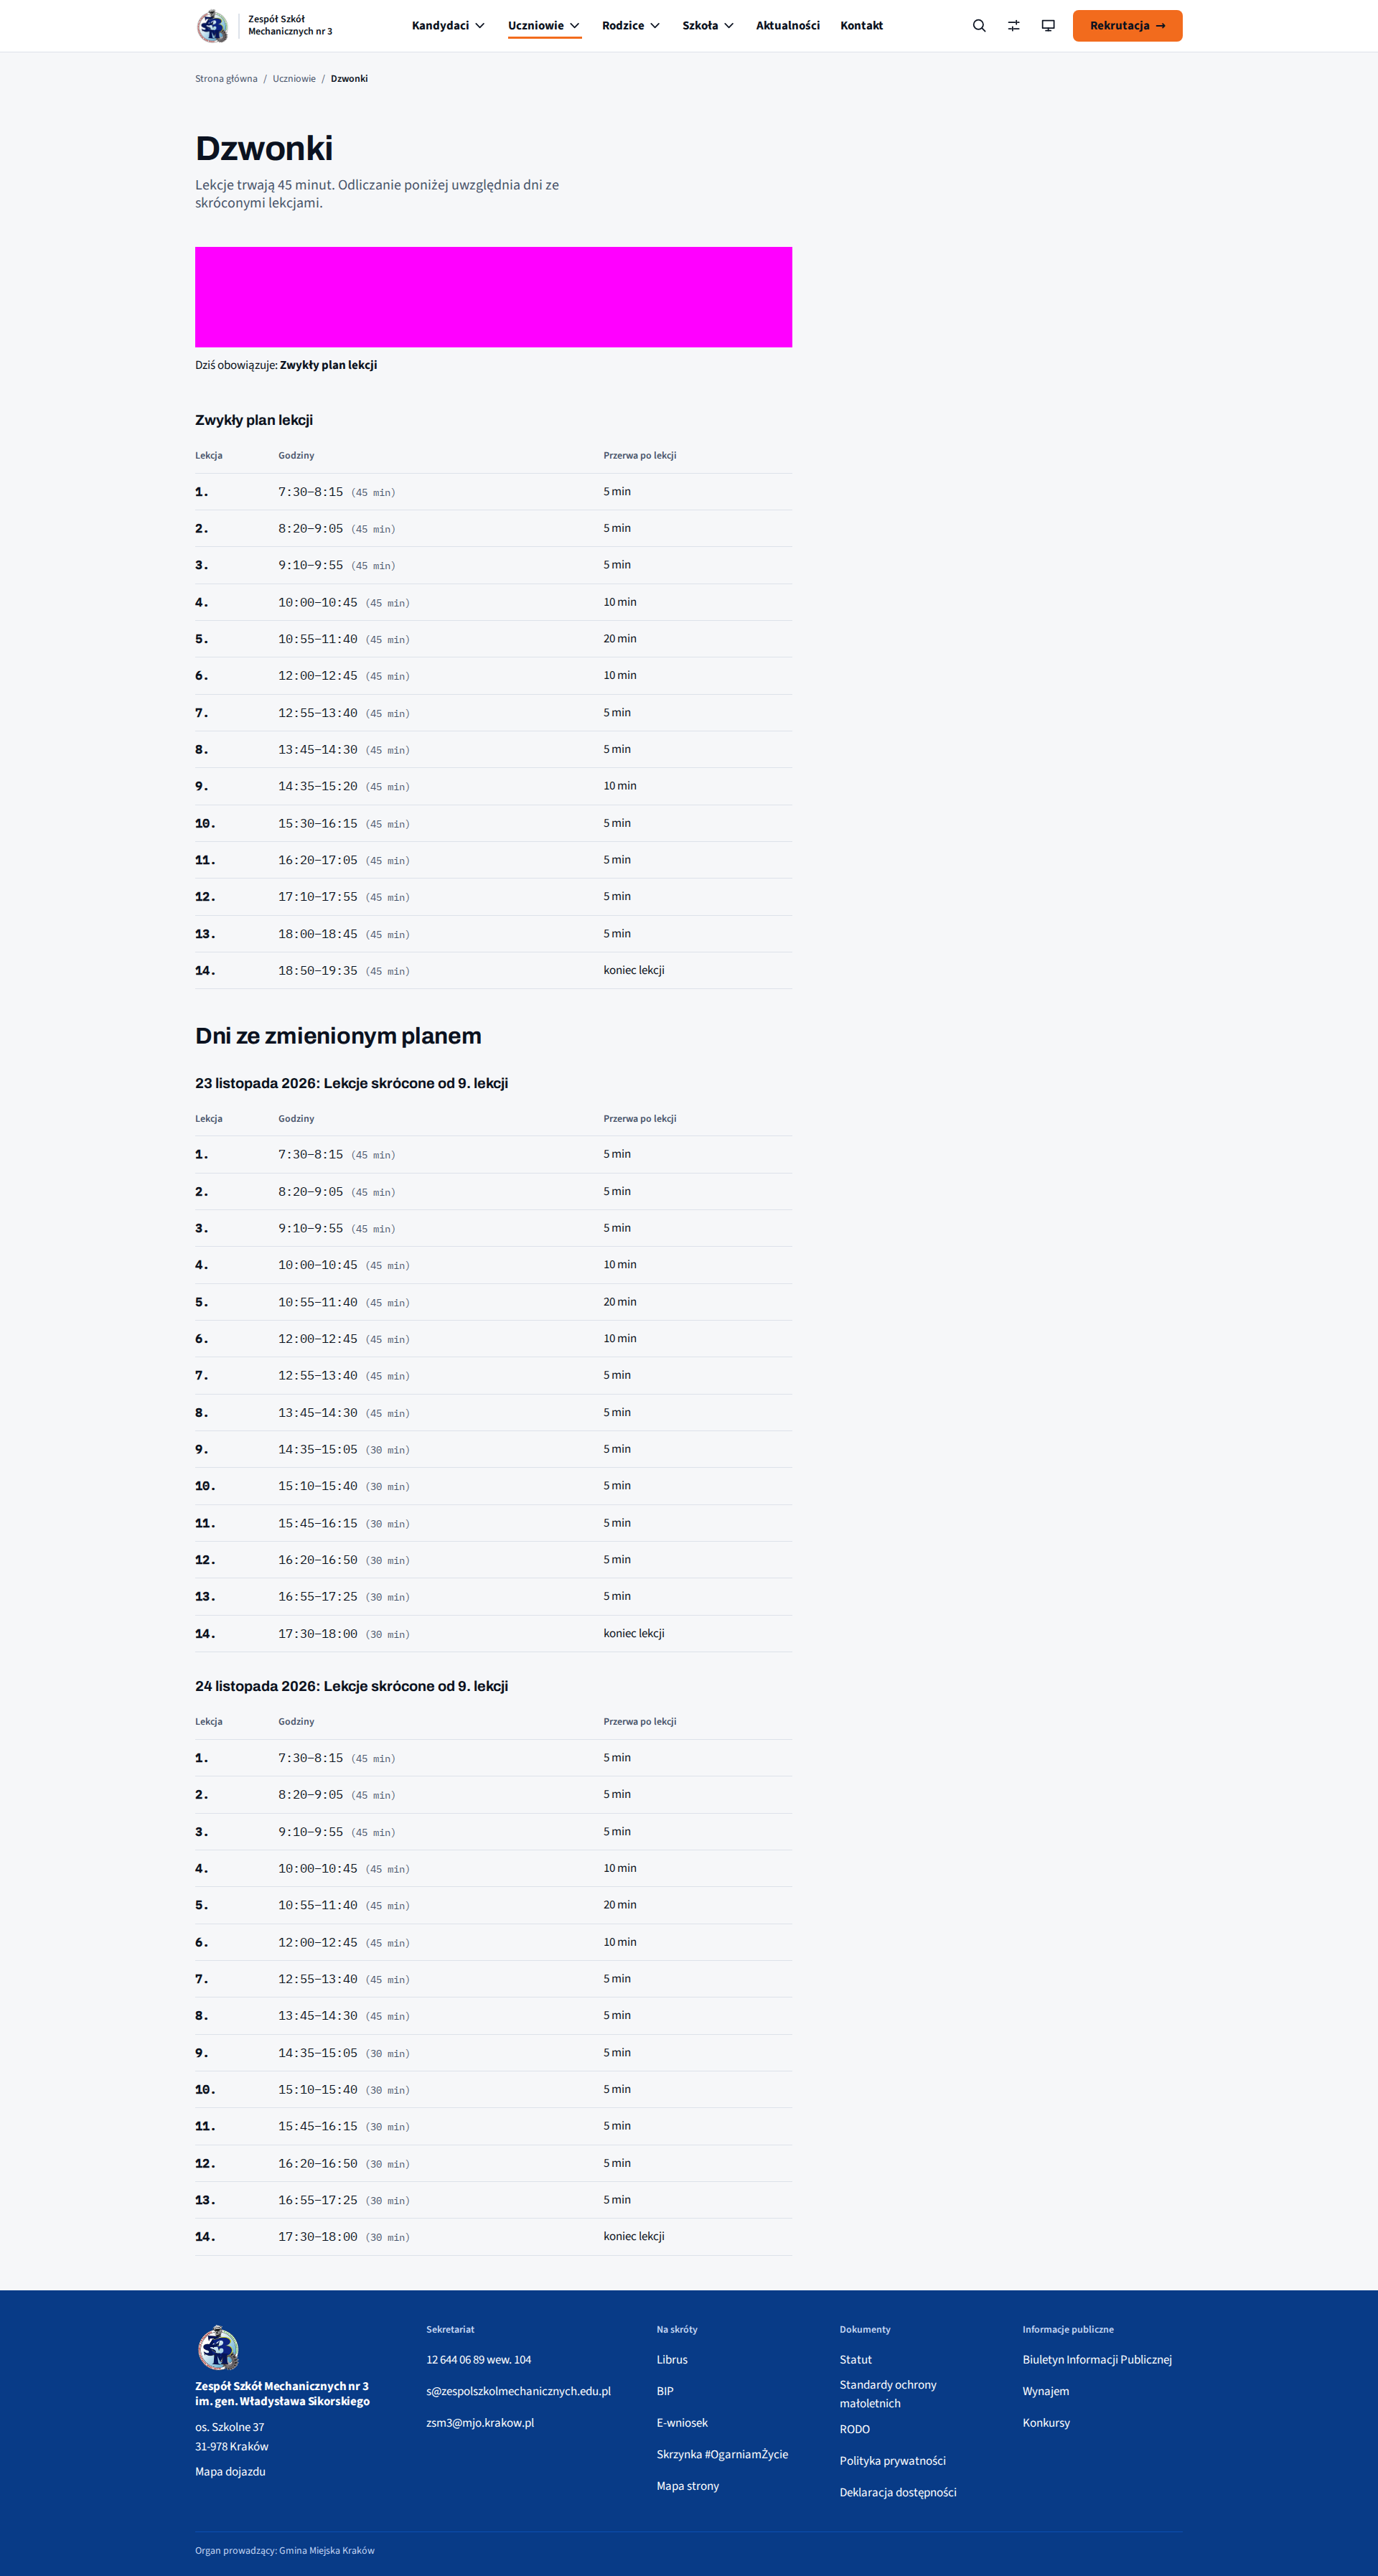 Zespół Szkół
Mechanicznych nr 3
Kandydaci
Uczniowie
Rodzice
Szkoła
Aktualności
Kontakt
Rekrutacja →
Strona główna / Uczniowie / Dzwonki
Dzwonki
Lekcje trwają 45 minut. Odliczanie poniżej uwzględnia dni ze
skróconymi lekcjami.
Dziś obowiązuje: Zwykły plan lekcji
Zwykły plan lekcji
Lekcja Godziny Przerwa po lekcji
1. 7:30–8:15 (45 min) 5 min
2. 8:20–9:05 (45 min) 5 min
3. 9:10–9:55 (45 min) 5 min
4. 10:00–10:45 (45 min) 10 min
5. 10:55–11:40 (45 min) 20 min
6. 12:00–12:45 (45 min) 10 min
7. 12:55–13:40 (45 min) 5 min
8. 13:45–14:30 (45 min) 5 min
9. 14:35–15:20 (45 min) 10 min
10. 15:30–16:15 (45 min) 5 min
11. 16:20–17:05 (45 min) 5 min
12. 17:10–17:55 (45 min) 5 min
13. 18:00–18:45 (45 min) 5 min
14. 18:50–19:35 (45 min) koniec lekcji
Dni ze zmienionym planem
23 listopada 2026: Lekcje skrócone od 9. lekcji
Lekcja Godziny Przerwa po lekcji
1. 7:30–8:15 (45 min) 5 min
2. 8:20–9:05 (45 min) 5 min
3. 9:10–9:55 (45 min) 5 min
4. 10:00–10:45 (45 min) 10 min
5. 10:55–11:40 (45 min) 20 min
6. 12:00–12:45 (45 min) 10 min
7. 12:55–13:40 (45 min) 5 min
8. 13:45–14:30 (45 min) 5 min
9. 14:35–15:05 (30 min) 5 min
10. 15:10–15:40 (30 min) 5 min
11. 15:45–16:15 (30 min) 5 min
12. 16:20–16:50 (30 min) 5 min
13. 16:55–17:25 (30 min) 5 min
14. 17:30–18:00 (30 min) koniec lekcji
24 listopada 2026: Lekcje skrócone od 9. lekcji
Lekcja Godziny Przerwa po lekcji
1. 7:30–8:15 (45 min) 5 min
2. 8:20–9:05 (45 min) 5 min
3. 9:10–9:55 (45 min) 5 min
4. 10:00–10:45 (45 min) 10 min
5. 10:55–11:40 (45 min) 20 min
6. 12:00–12:45 (45 min) 10 min
7. 12:55–13:40 (45 min) 5 min
8. 13:45–14:30 (45 min) 5 min
9. 14:35–15:05 (30 min) 5 min
10. 15:10–15:40 (30 min) 5 min
11. 15:45–16:15 (30 min) 5 min
12. 16:20–16:50 (30 min) 5 min
13. 16:55–17:25 (30 min) 5 min
14. 17:30–18:00 (30 min) koniec lekcji
Zespół Szkół Mechanicznych nr 3
im. gen. Władysława Sikorskiego
os. Szkolne 37
31-978 Kraków
Mapa dojazdu
Sekretariat
12 644 06 89 wew. 104
s@zespolszkolmechanicznych.edu.pl
zsm3@mjo.krakow.pl
Na skróty
Librus
BIP
E-wniosek
Skrzynka #OgarniamŻycie
Mapa strony
Dokumenty
Statut
Standardy ochrony
małoletnich
RODO
Polityka prywatności
Deklaracja dostępności
Informacje publiczne
Biuletyn Informacji Publicznej
Wynajem
Konkursy
Organ prowadzący: Gmina Miejska Kraków